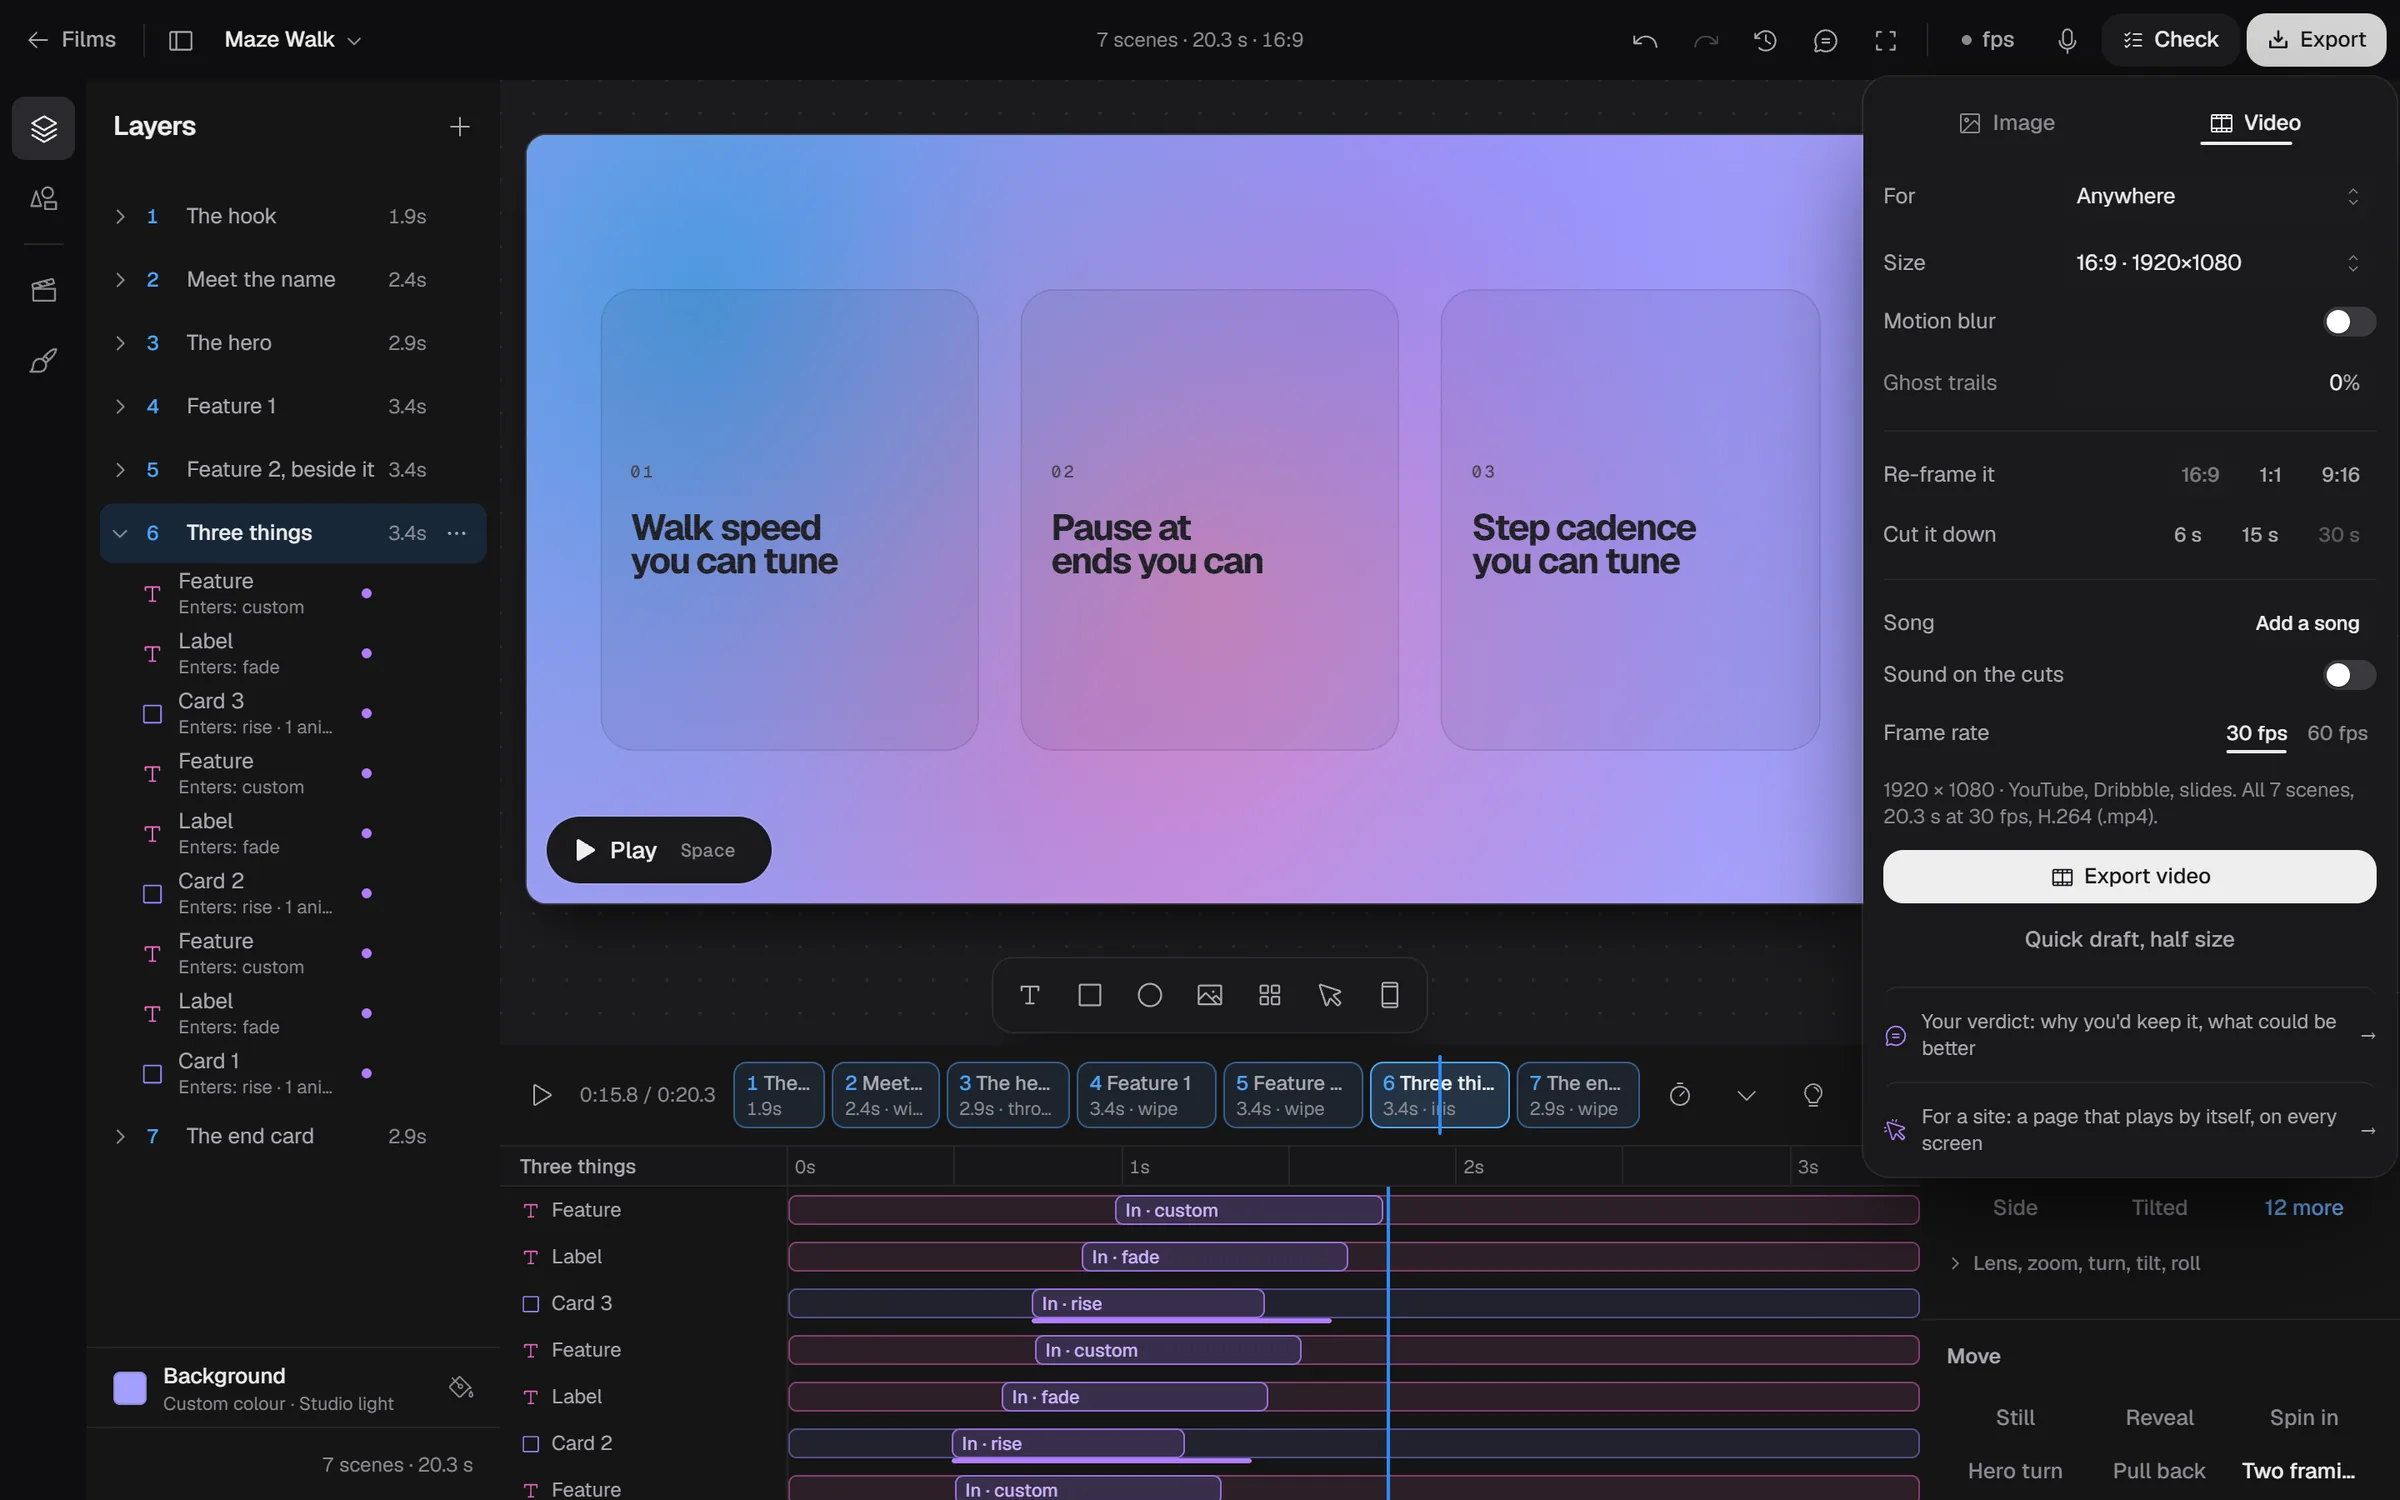 Films
Maze Walk
7 scenes · 20.3 s · 16:9
fps
Check
Export
Layers
1 The hook 1.9s
2 Meet the name 2.4s
3 The hero 2.9s
4 Feature 1 3.4s
5 Feature 2, beside it 3.4s
6 Three things 3.4s
Feature
Enters: custom
Label
Enters: fade
Card 3
Enters: rise · 1 ani...
Feature
Enters: custom
Label
Enters: fade
Card 2
Enters: rise · 1 ani...
Feature
Enters: custom
Label
Enters: fade
Card 1
Enters: rise · 1 ani...
7 The end card 2.9s
Background
Custom colour · Studio light
7 scenes · 20.3 s
01
Walk speed
you can tune
02
Pause at
ends you can
03
Step cadence
you can tune
Play Space
0:15.8 / 0:20.3
1 The...
1.9s
2 Meet...
2.4s · wi...
3 The he...
2.9s · thro...
4 Feature 1
3.4s · wipe
5 Feature ...
3.4s · wipe
6 Three thi...
3.4s · iris
7 The en...
2.9s · wipe
Three things 0s 1s 2s 3s
Feature In · custom
Label In · fade
Card 3 In · rise
Feature In · custom
Label In · fade
Card 2 In · rise
Feature In · custom
Image Video
For Anywhere
Size 16:9 · 1920×1080
Motion blur
Ghost trails 0%
Re-frame it 16:9 1:1 9:16
Cut it down 6 s 15 s 30 s
Song Add a song
Sound on the cuts
Frame rate 30 fps 60 fps
1920 × 1080 · YouTube, Dribbble, slides. All 7 scenes,
20.3 s at 30 fps, H.264 (.mp4).
Export video
Quick draft, half size
Your verdict: why you'd keep it, what could be
better
For a site: a page that plays by itself, on every
screen
Side Tilted 12 more
Lens, zoom, turn, tilt, roll
Move
Still Reveal Spin in
Hero turn Pull back Two frami...